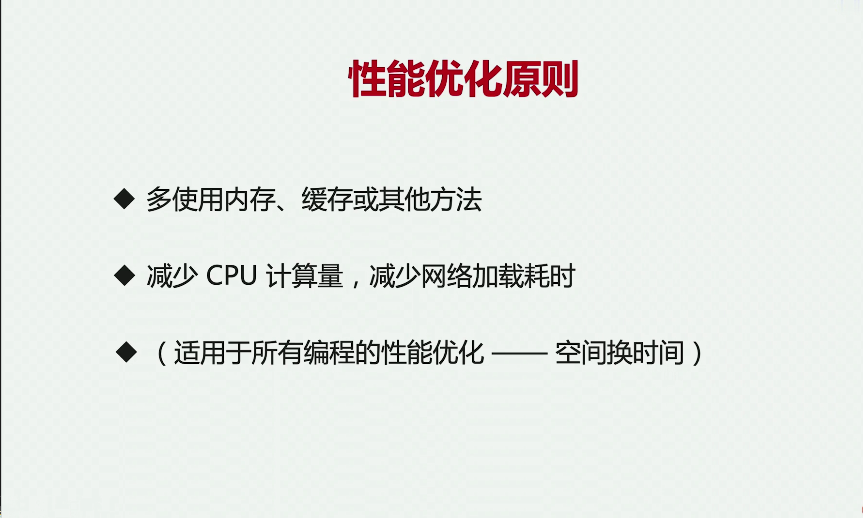 性能优化原则
◆ 多使用内存、缓存或其他方法
◆ 减少 CPU 计算量，减少网络加载耗时
◆ （适用于所有编程的性能优化 —— 空间换时间）